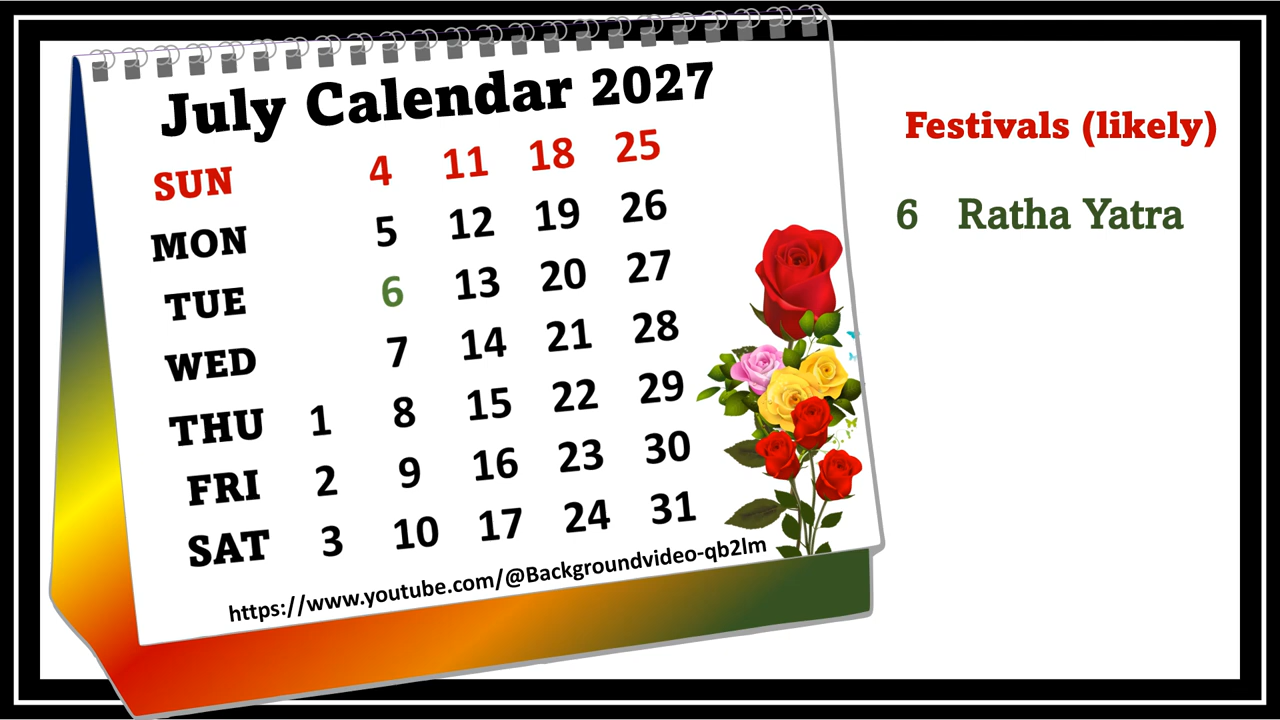 July Calendar 2027
SUN 4 11 18 25
MON 5 12 19 26
TUE 6 13 20 27
WED 7 14 21 28
THU 1 8 15 22 29
FRI 2 9 16 23 30
SAT 3 10 17 24 31
https://www.youtube.com/@Backgroundvideo-qb2lm
Festivals (likely)
6 Ratha Yatra